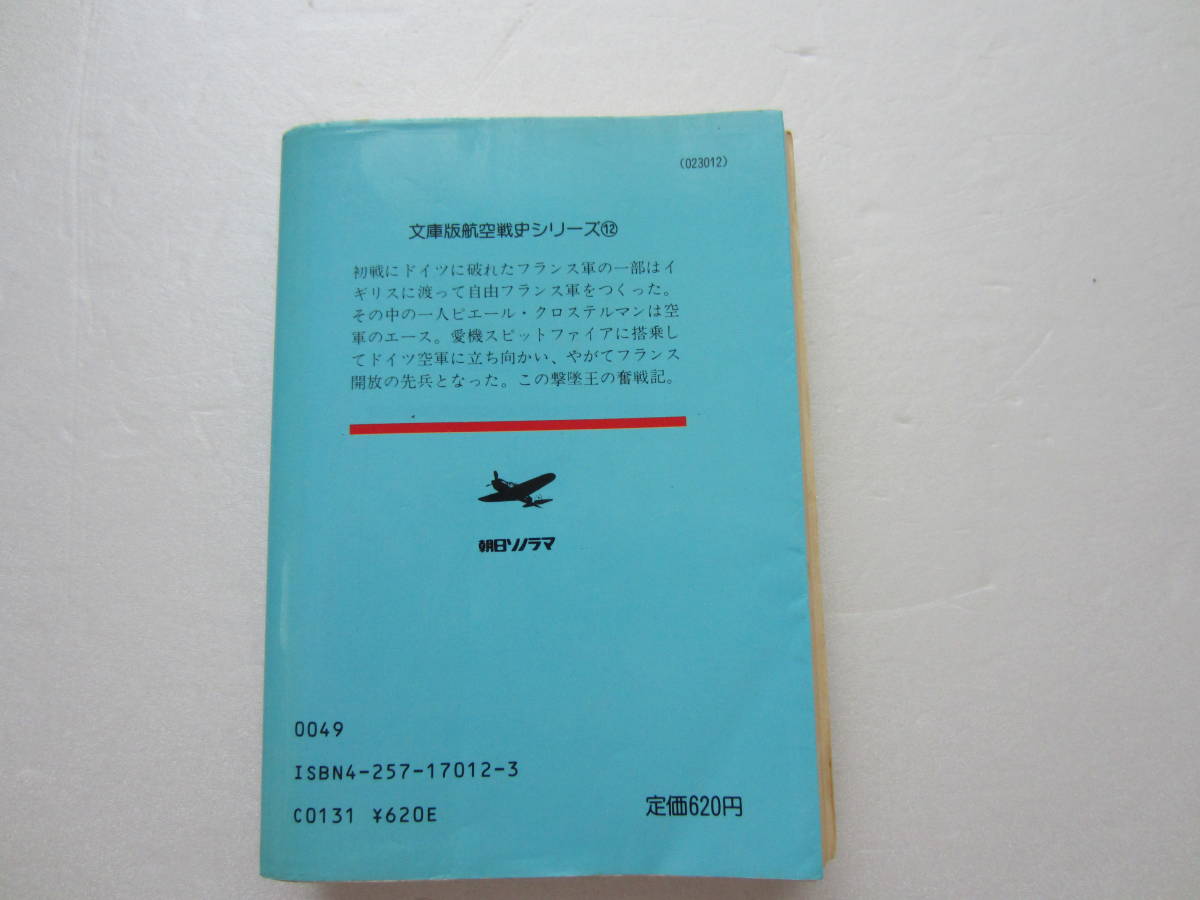 (023012)
文庫版航空戦史シリーズ⑫
初戦にドイツに破れたフランス軍の一部はイ
ギリスに渡って自由フランス軍をつくった。
その中の一人ピエール・クロステルマンは空
軍のエース。愛機スピットファイアに搭乗し
てドイツ空軍に立ち向かい、やがてフランス
開放の先兵となった。この撃墜王の奮戦記。
朝日ソノラマ
0049
ISBN4-257-17012-3
C0131 ¥620E
定価620円